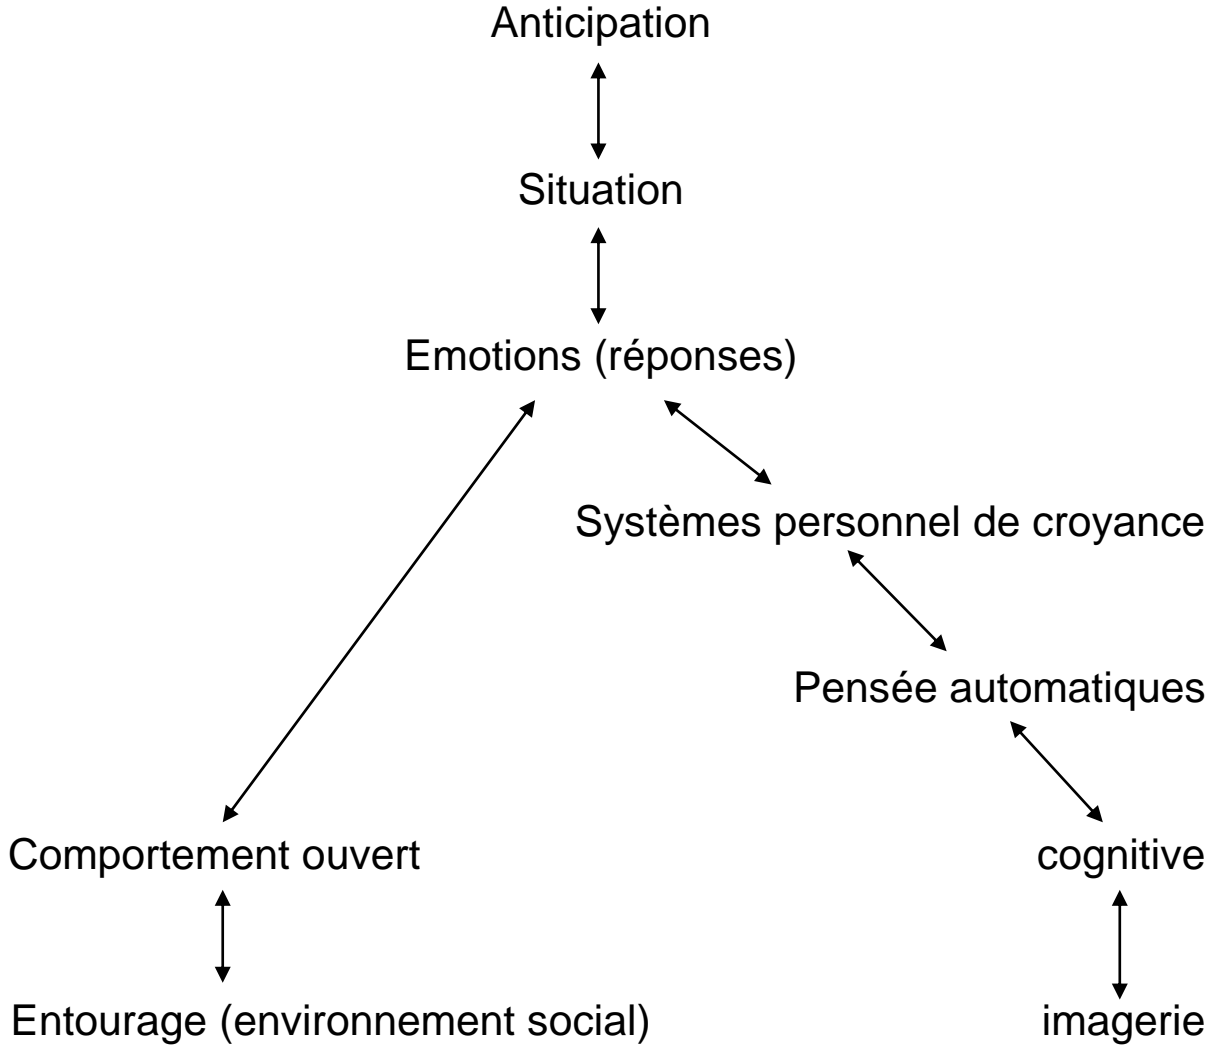 Anticipation
Situation
Emotions (réponses)
Systèmes personnel de croyance
Pensée automatiques
Comportement ouvert
cognitive
Entourage (environnement social)
imagerie